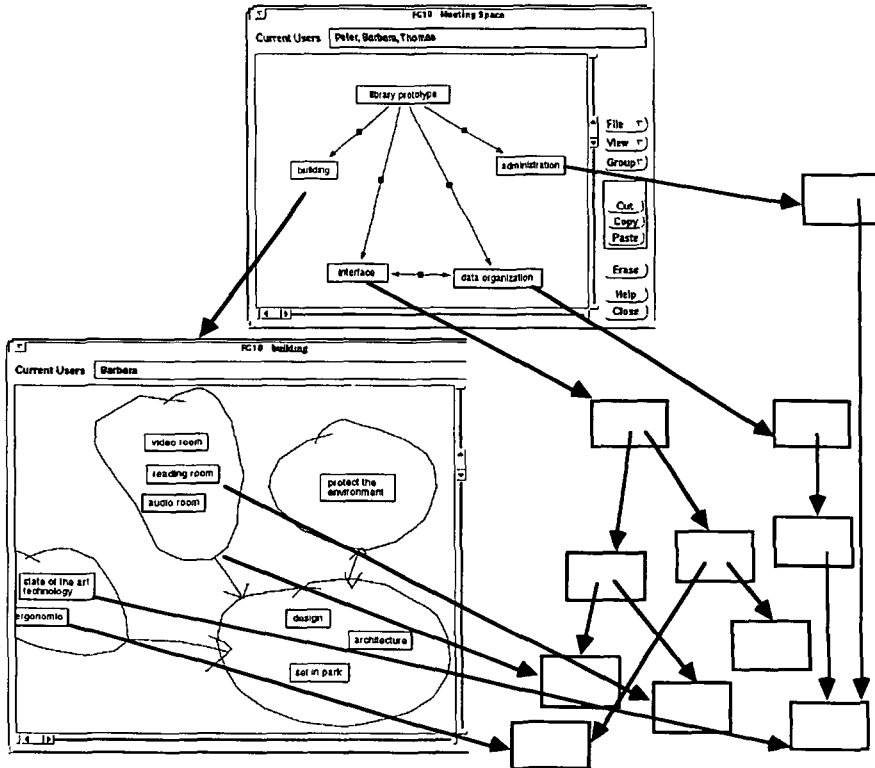 FC10 Meeting Space
Current Users Peter, Barbara, Thomas
library prototype
building
administration
interface
data organization
File
View
Group
Cut
Copy
Paste
Erase
Help
Close
FC10 building
Current Users Barbara
video room
reading room
audio room
protect the
environment
state of the art
technology
ergonomic
design
architecture
set in park